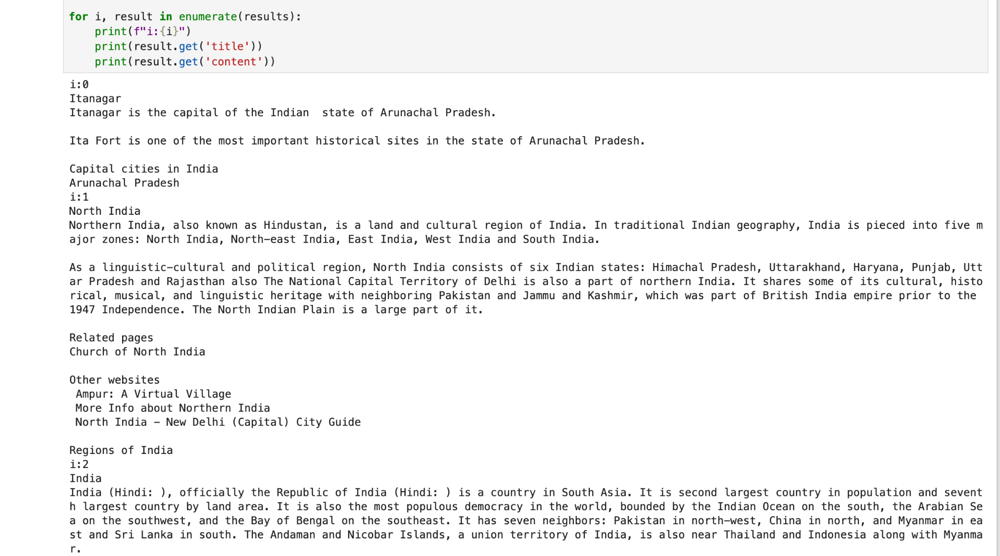 for i, result in enumerate(results):
    print(f"i:{i}")
    print(result.get('title'))
    print(result.get('content'))
i:0
Itanagar
Itanagar is the capital of the Indian  state of Arunachal Pradesh.
Ita Fort is one of the most important historical sites in the state of Arunachal Pradesh.
Capital cities in India
Arunachal Pradesh
i:1
North India
Northern India, also known as Hindustan, is a land and cultural region of India. In traditional Indian geography, India is pieced into five m
ajor zones: North India, North-east India, East India, West India and South India.
As a linguistic-cultural and political region, North India consists of six Indian states: Himachal Pradesh, Uttarakhand, Haryana, Punjab, Utt
ar Pradesh and Rajasthan also The National Capital Territory of Delhi is also a part of northern India. It shares some of its cultural, histo
rical, musical, and linguistic heritage with neighboring Pakistan and Jammu and Kashmir, which was part of British India empire prior to the
1947 Independence. The North Indian Plain is a large part of it.
Related pages
Church of North India
Other websites
 Ampur: A Virtual Village
 More Info about Northern India
 North India - New Delhi (Capital) City Guide
Regions of India
i:2
India
India (Hindi: ), officially the Republic of India (Hindi: ) is a country in South Asia. It is second largest country in population and sevent
h largest country by land area. It is also the most populous democracy in the world, bounded by the Indian Ocean on the south, the Arabian Se
a on the southwest, and the Bay of Bengal on the southeast. It has seven neighbors: Pakistan in north-west, China in north, and Myanmar in ea
st and Sri Lanka in south. The Andaman and Nicobar Islands, a union territory of India, is also near Thailand and Indonesia along with Myanma
r.